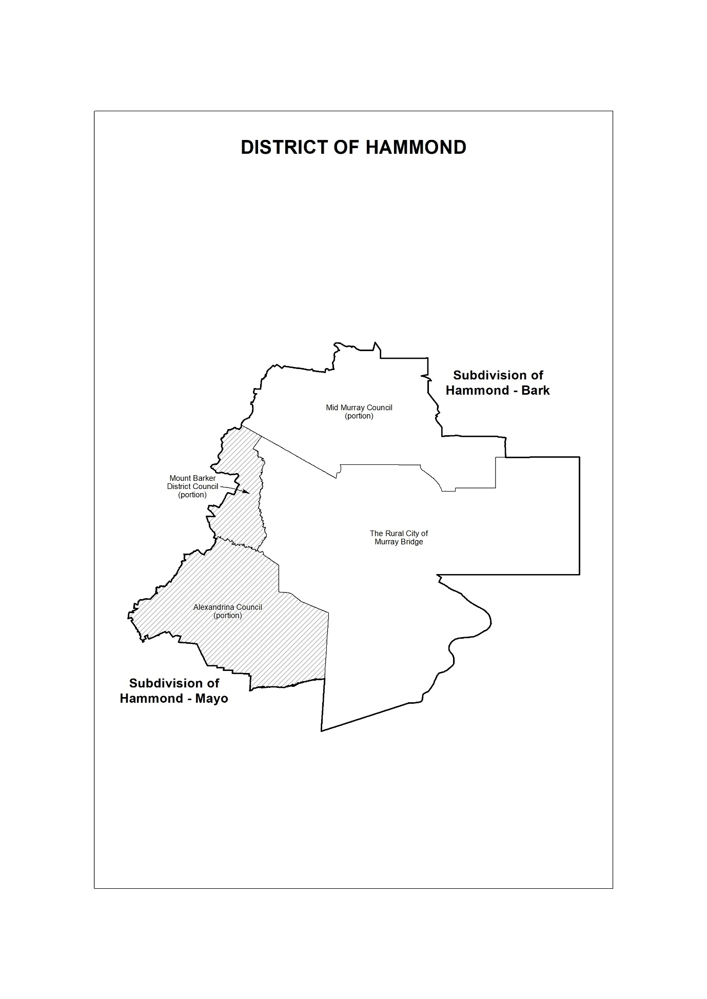 DISTRICT OF HAMMOND
Subdivision of
Hammond - Bark
Mid Murray Council
(portion)
Mount Barker
District Council
(portion)
The Rural City of
Murray Bridge
Alexandrina Council
(portion)
Subdivision of
Hammond - Mayo